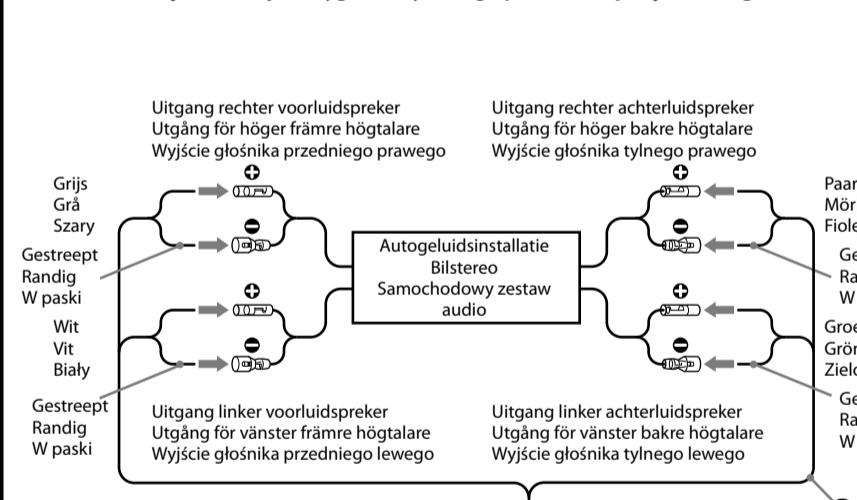 Uitgang rechter voorluidspreker
Utgång för höger främre högtalare
Wyjście głośnika przedniego prawego
Uitgang rechter achterluidspreker
Utgång för höger bakre högtalare
Wyjście głośnika tylnego prawego
Grijs
Grå
Szary
Gestreept
Randig
W paski
Autogeluidsinstallatie
Bilstereo
Samochodowy zestaw
audio
Wit
Vit
Biały
Gestreept
Randig
W paski
W
W
Uitgang linker voorluidspreker
Utgång för vänster främre högtalare
Wyjście głośnika przedniego lewego
Uitgang linker achterluidspreker
Utgång för vänster bakre högtalare
Wyjście głośnika tylnego lewego